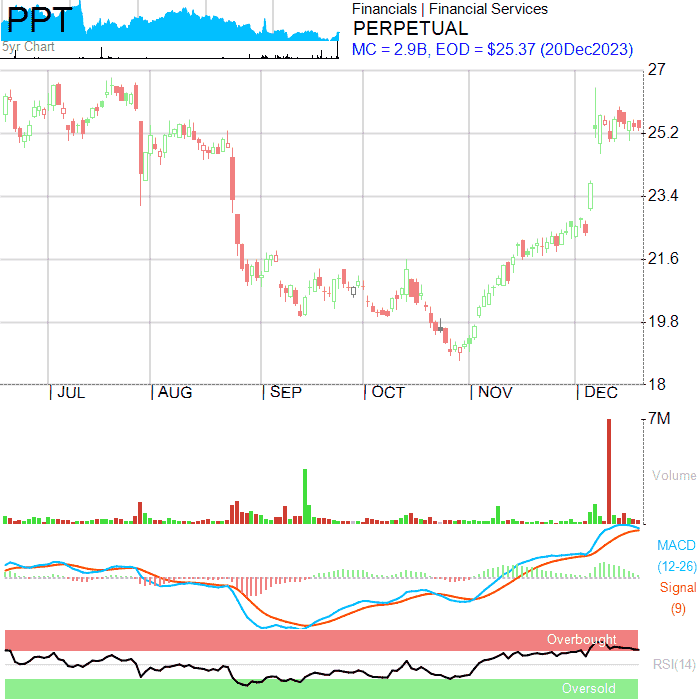 PPT
5yr Chart
Financials | Financial Services
PERPETUAL
MC = 2.9B, EOD = $25.37 (20Dec2023)
27
25.2
23.4
21.6
19.8
18
JUL
AUG
SEP
OCT
NOV
DEC
7M
Volume
MACD
(12-26)
Signal
(9)
Overbought
RSI(14)
Oversold